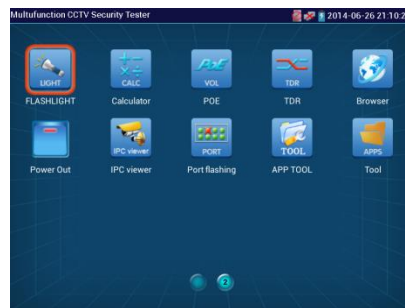 Multufunction CCTV Security Tester 2014-06-26 21:10:2
LIGHT CALC VOL TDR
FLASHLIGHT Calculator POE TDR Browser
IPC viewer PORT TOOL APPS
Power Out IPC viewer Port flashing APP TOOL Tool
2